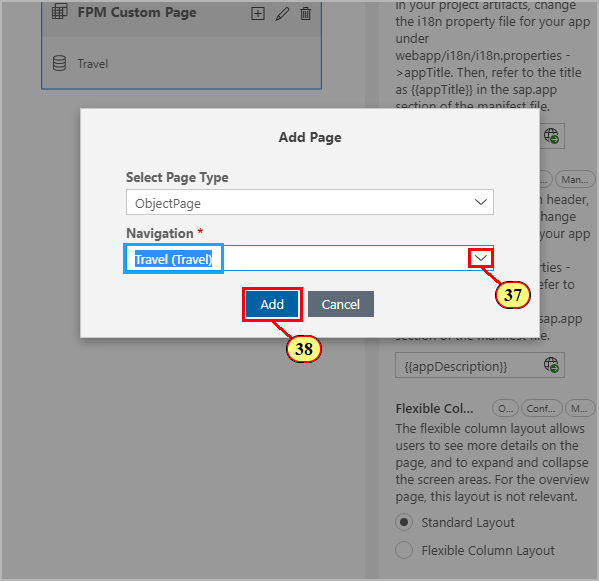 FPM Custom Page
Travel
in your project artifacts, change
the i18n property file for your app
under
webapp/i18n/i18n.properties -
>appTitle. Then, refer to the title
as {{appTitle}} in the sap.app
section of the manifest file.
Add Page
Select Page Type
ObjectPage
Navigation *
Travel (Travel)
37
Add
Cancel
38
... Man...
header,
change
your app
rties -
refer to
sap.app
section of the manifest file.
{{appDescription}}
Flexible Col... O... Conf... M...
The flexible column layout allows
users to see more details on the
page, and to expand and collapse
the screen areas. For the overview
page, this layout is not relevant.
Standard Layout
Flexible Column Layout